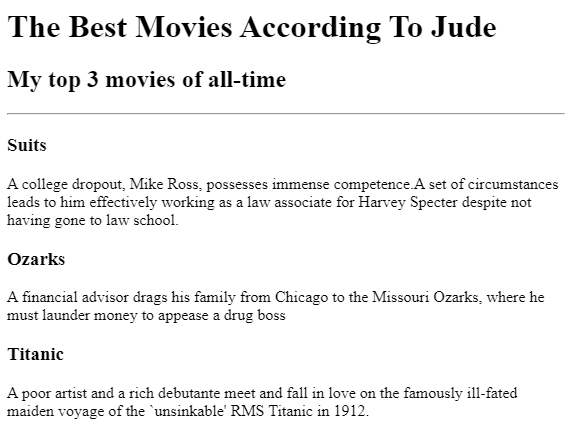 The Best Movies According To Jude
My top 3 movies of all-time
Suits
A college dropout, Mike Ross, possesses immense competence.A set of circumstances
leads to him effectively working as a law associate for Harvey Specter despite not
having gone to law school.
Ozarks
A financial advisor drags his family from Chicago to the Missouri Ozarks, where he
must launder money to appease a drug boss
Titanic
A poor artist and a rich debutante meet and fall in love on the famously ill-fated
maiden voyage of the `unsinkable' RMS Titanic in 1912.